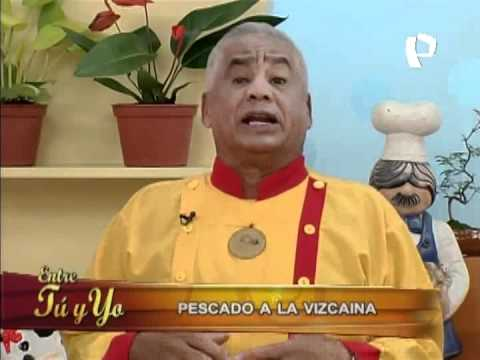 Entre
Tú y Yo
PESCADO A LA VIZCAINA